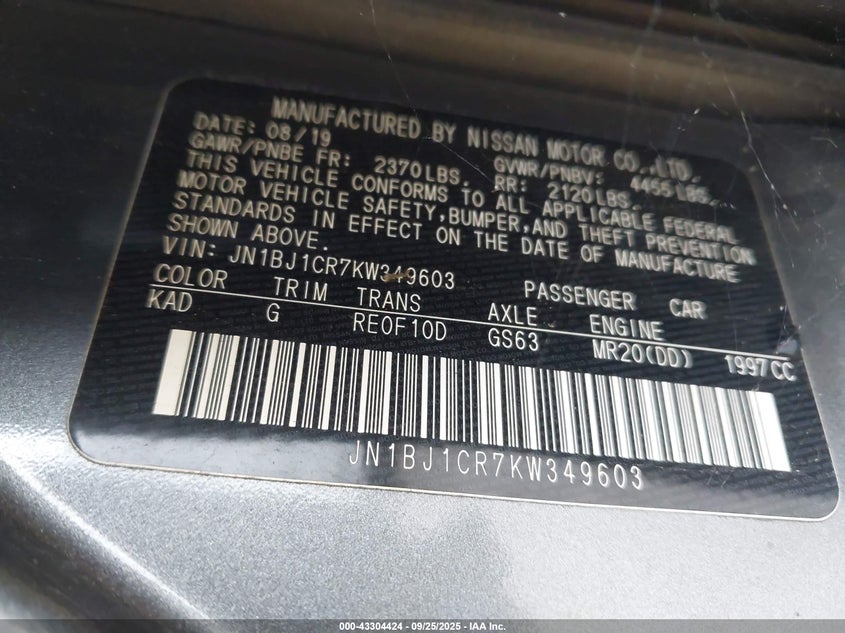 MANUFACTURED BY NISSAN MOTOR CO.,LTD.
DATE: 08/19 GVWR/PNBV: 4455 LBS.
GAWR/PNBE FR: 2370LBS. RR: 2120LBS.
THIS VEHICLE CONFORMS TO ALL APPLICABLE FEDERAL
MOTOR VEHICLE SAFETY,BUMPER,AND THEFT PREVENTION
STANDARDS IN EFFECT ON THE DATE OF MANUFACTURE
SHOWN ABOVE.
VIN: JN1BJ1CR7KW349603 PASSENGER CAR
COLOR TRIM TRANS AXLE ENGINE
KAD G RE0F10D GS63 MR20(DD) 1997CC
JN1BJ1CR7KW349603
000-43304424 - 09/25/2025 - IAA Inc.